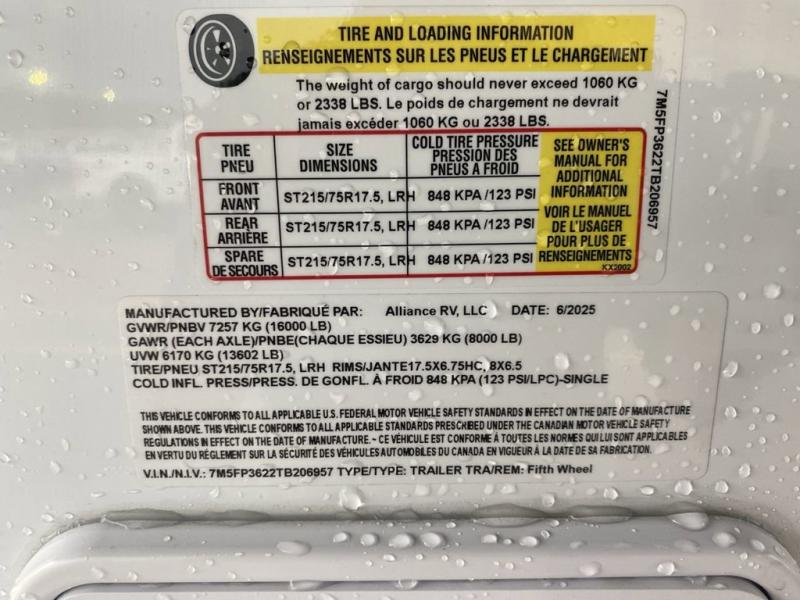 TIRE AND LOADING INFORMATION
RENSEIGNEMENTS SUR LES PNEUS ET LE CHARGEMENT
The weight of cargo should never exceed 1060 KG
or 2338 LBS. Le poids de chargement ne devrait
jamais excéder 1060 KG ou 2338 LBS.
TIRE
PNEU
SIZE
DIMENSIONS
COLD TIRE PRESSURE
PRESSION DES
PNEUS A FROID
SEE OWNER'S
MANUAL FOR
ADDITIONAL
INFORMATION
VOIR LE MANUEL
DE L'USAGER
POUR PLUS DE
RENSEIGNEMENTS
KX2002
FRONT
AVANT
ST215/75R17.5, LRH 848 KPA /123 PSI
REAR
ARRIÈRE
ST215/75R17.5, LRH 848 KPA /123 PSI
SPARE
DE SECOURS
ST215/75R17.5, LRH 848 KPA /123 PSI
7M5FP3622TB206957
MANUFACTURED BY/FABRIQUÉ PAR: Alliance RV, LLC DATE: 6/2025
GVWR/PNBV 7257 KG (16000 LB)
GAWR (EACH AXLE)/PNBE(CHAQUE ESSIEU) 3629 KG (8000 LB)
UVW 6170 KG (13602 LB)
TIRE/PNEU ST215/75R17.5, LRH RIMS/JANTE17.5X6.75HC, 8X6.5
COLD INFL. PRESS/PRESS. DE GONFL. À FROID 848 KPA (123 PSI/LPC)-SINGLE
THIS VEHICLE CONFORMS TO ALL APPLICABLE U.S. FEDERAL MOTOR VEHICLE SAFETY STANDARDS IN EFFECT ON THE DATE OF MANUFACTURE
SHOWN ABOVE. THIS VEHICLE CONFORMS TO ALL APPLICABLE STANDARDS PRESCRIBED UNDER THE CANADIAN MOTOR VEHICLE SAFETY
REGULATIONS IN EFFECT ON THE DATE OF MANUFACTURE. - CE VÉHICULE EST CONFORME À TOUTES LES NORMES QUI LUI SONT APPLICABLES
EN VERTU DU RÉGLEMENT SUR LA SÉCURITÉ DES VÉHICULES AUTOMOBILES DU CANADA EN VIGUEUR À LA DATE DE SA FABRICATION.
V.I.N./N.I.V.: 7M5FP3622TB206957 TYPE/TYPE: TRAILER TRA/REM: Fifth Wheel